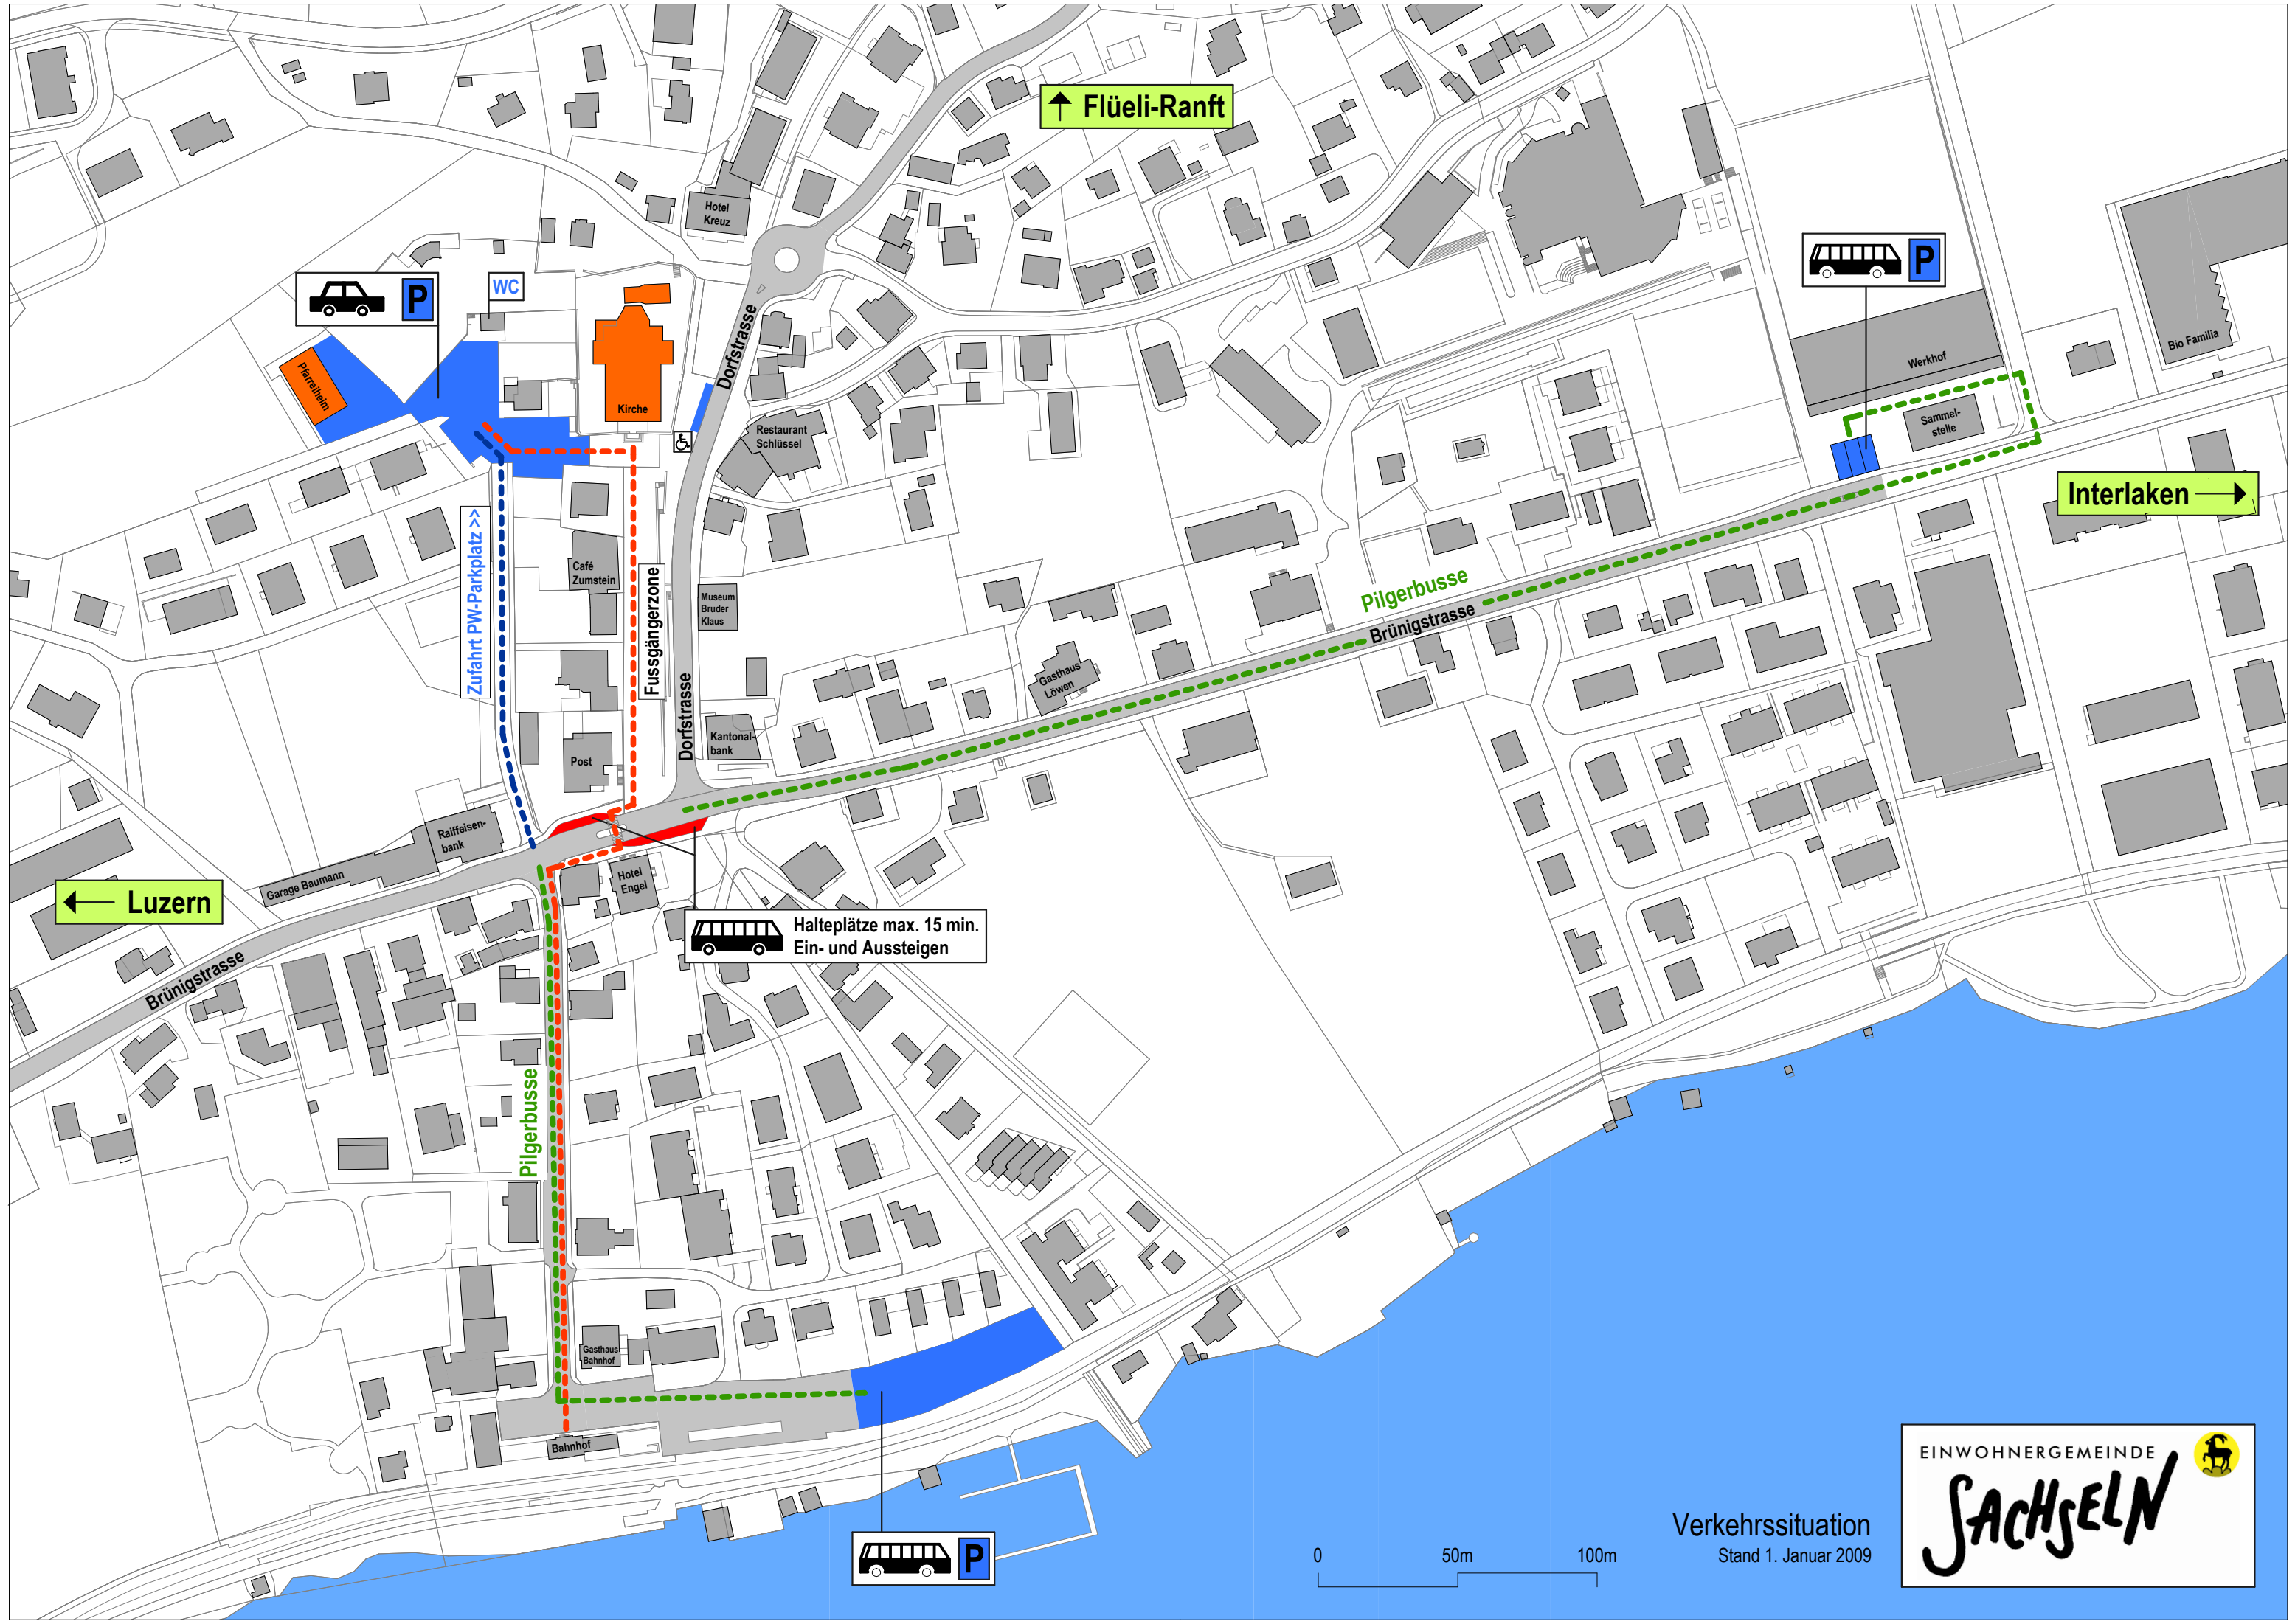 Flüeli-Ranft
Hotel
Kreuz
P
WC
P
Dorfstrasse
Bio Familia
Werkhof
Pfarreiheim
Kirche
Sammel-
stelle
Restaurant
Schlüssel
Interlaken
Zufahrt PW-Parkplatz >>
Café
Zumstein
Fussgängerzone
Museum
Bruder
Klaus
Pilgerbusse
Brünigstrasse
Gasthaus
Löwen
Dorfstrasse
Kantonal-
bank
Post
Raiffeisen-
bank
Garage Baumann
Hotel
Engel
Luzern
Halteplätze max. 15 min.
Ein- und Aussteigen
Brünigstrasse
Pilgerbusse
Gasthaus
Bahnhof
Bahnhof
P
0 50m 100m
Verkehrssituation
Stand 1. Januar 2009
EINWOHNERGEMEINDE
SACHSELN